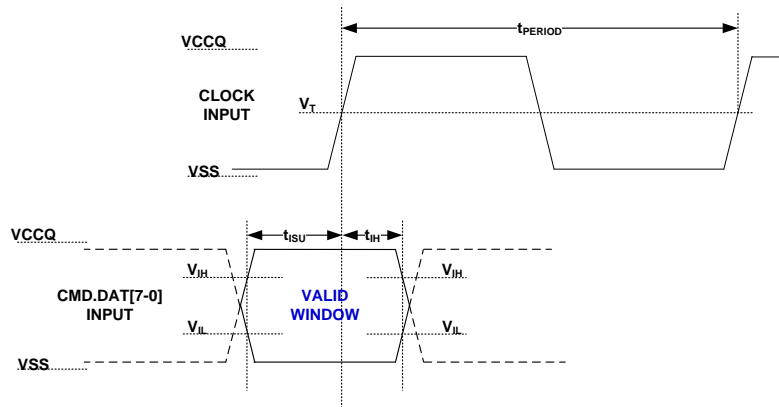 tPERIOD
VCCQ
CLOCK
INPUT
VT
VSS
tISU
tIH
VCCQ
VIH
VIH
CMD.DAT[7-0]
INPUT
VALID
WINDOW
VIL
VIL
VSS